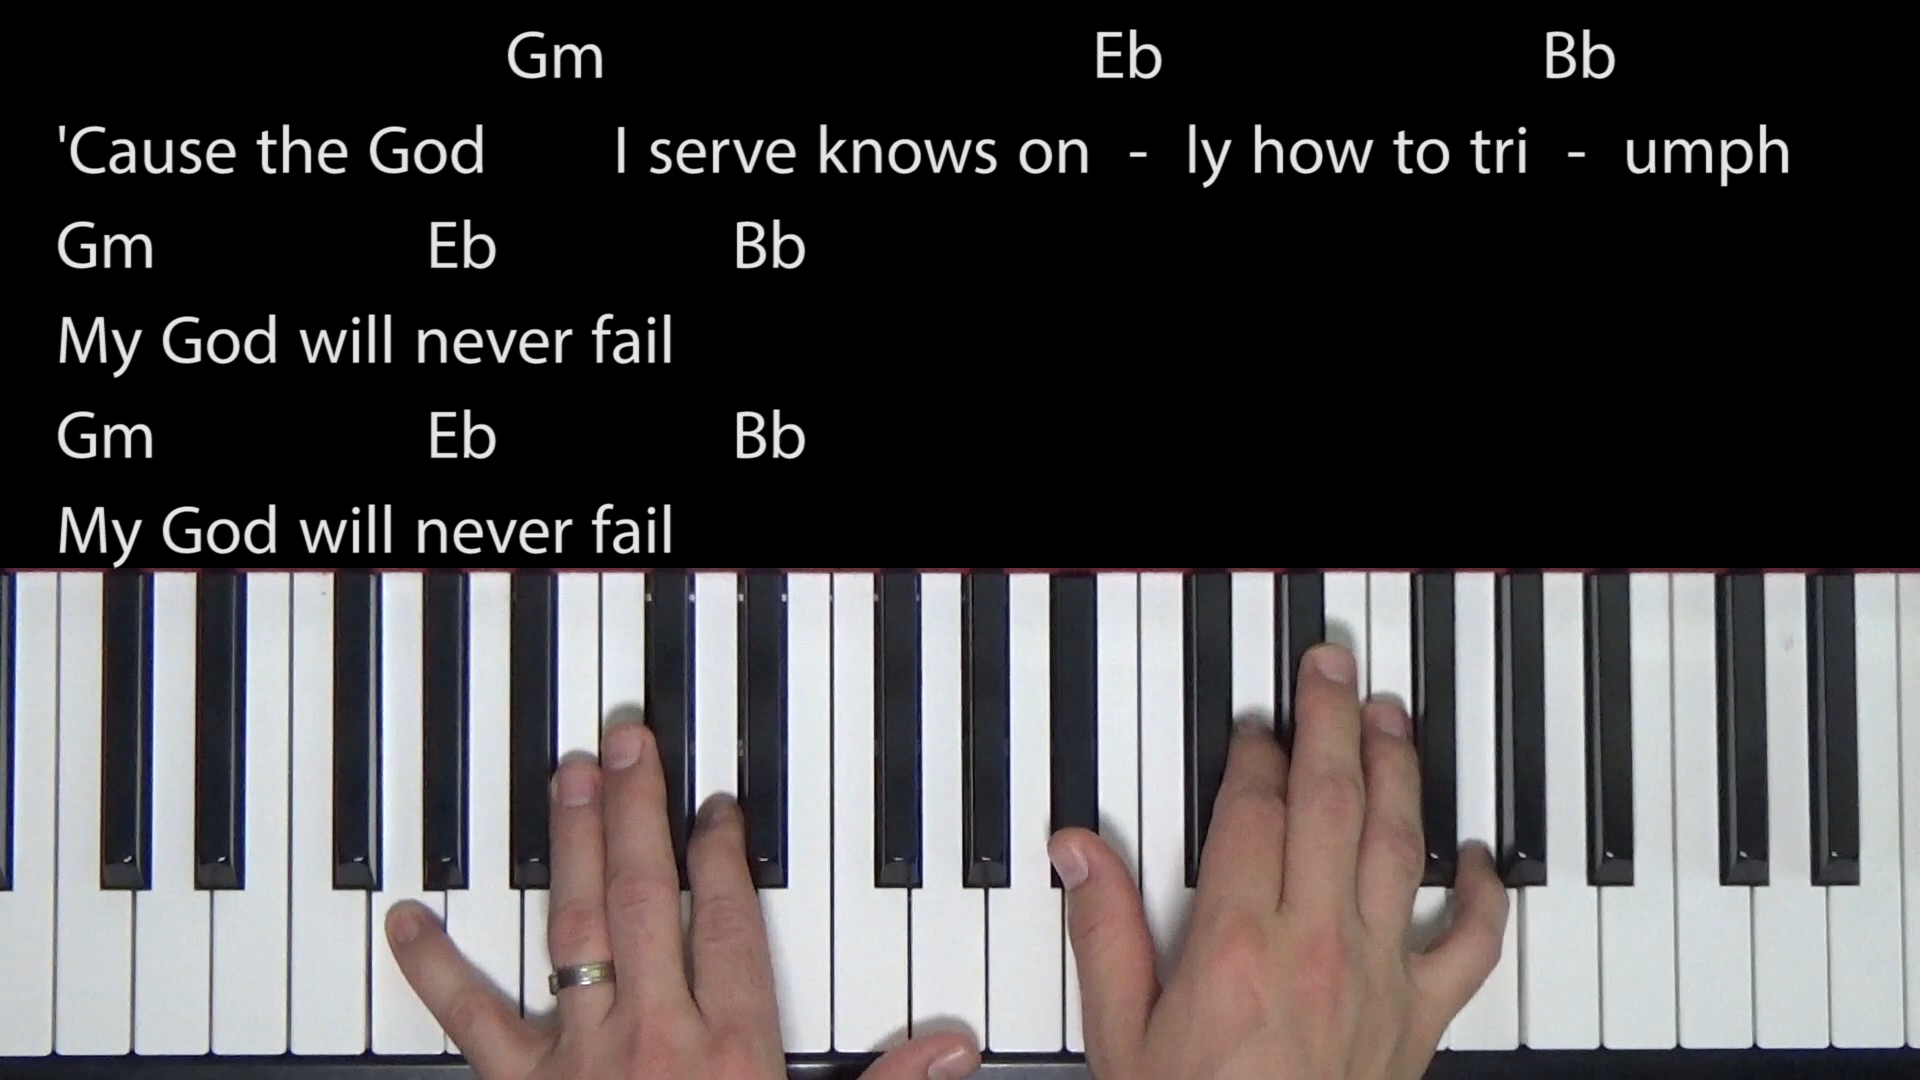 Gm Eb Bb
'Cause the God I serve knows on - ly how to tri - umph
Gm Eb Bb
My God will never fail
Gm Eb Bb
My God will never fail